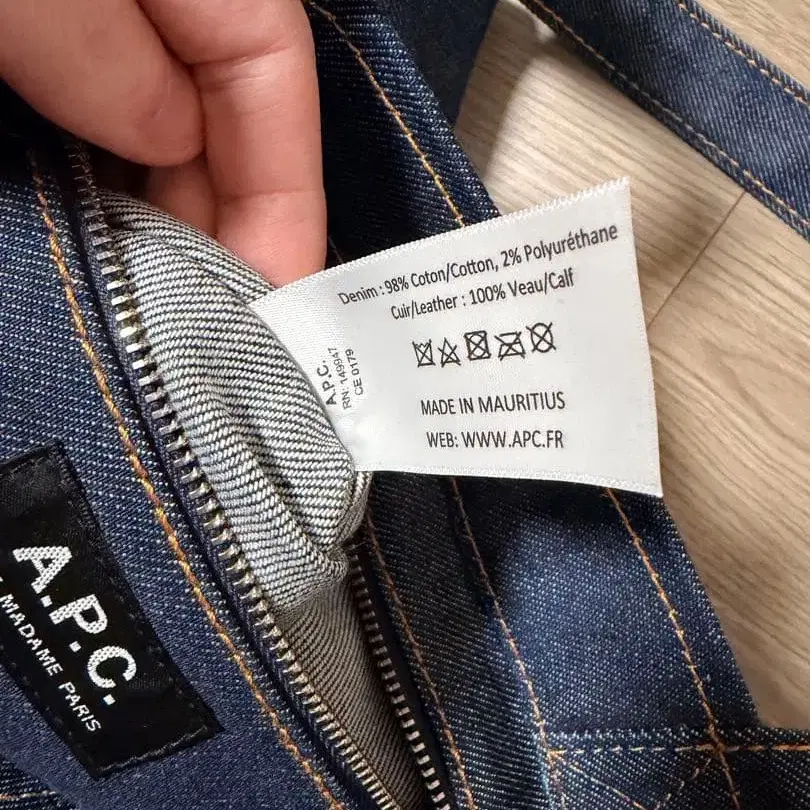 Denim : 98% Coton/Cotton, 2% Polyuréthane
Cuir/Leather : 100% Veau/Calf
A.P.C.
RN: 149947
CE 0179
MADE IN MAURITIUS
WEB: WWW.APC.FR
A.P.C.
MADAME PARIS